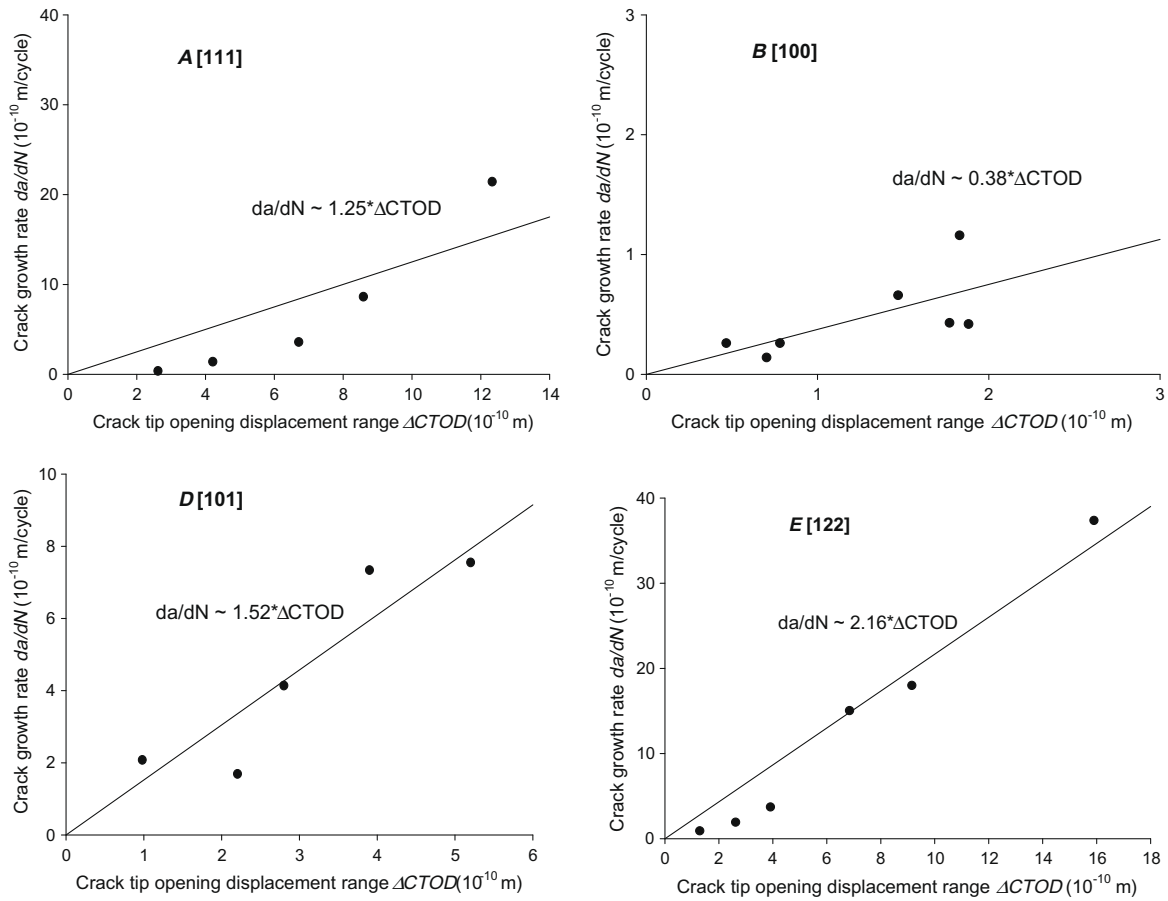 A [111]
Crack growth rate da/dN (10⁻¹⁰ m/cycle)
40
30
20
10
0
da/dN ~ 1.25*ΔCTOD
0 2 4 6 8 10 12 14
Crack tip opening displacement range ΔCTOD(10⁻¹⁰ m)
B [100]
Crack growth rate da/dN (10⁻¹⁰ m/cycle)
3
2
1
0
da/dN ~ 0.38*ΔCTOD
0 1 2 3
Crack tip opening displacement range ΔCTOD (10⁻¹⁰ m)
D [101]
Crack growth rate da/dN (10⁻¹⁰ m/cycle)
10
8
6
4
2
0
da/dN ~ 1.52*ΔCTOD
0 1 2 3 4 5 6
Crack tip opening displacement range ΔCTOD(10⁻¹⁰ m)
E [122]
Crack growth rate da/dN (10⁻¹⁰ m/cycle)
40
30
20
10
0
da/dN ~ 2.16*ΔCTOD
0 2 4 6 8 10 12 14 16 18
Crack tip opening displacement range ΔCTOD (10⁻¹⁰ m)